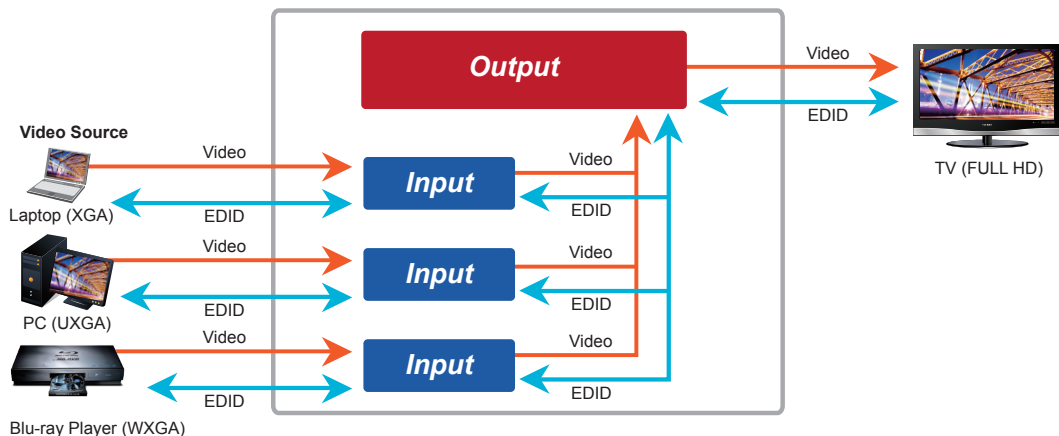 Output
Video
EDID
TV (FULL HD)
Video Source
Laptop (XGA)
Video
EDID
Input
Video
EDID
PC (UXGA)
Video
EDID
Input
Video
EDID
Blu-ray Player (WXGA)
Video
EDID
Input
Video
EDID